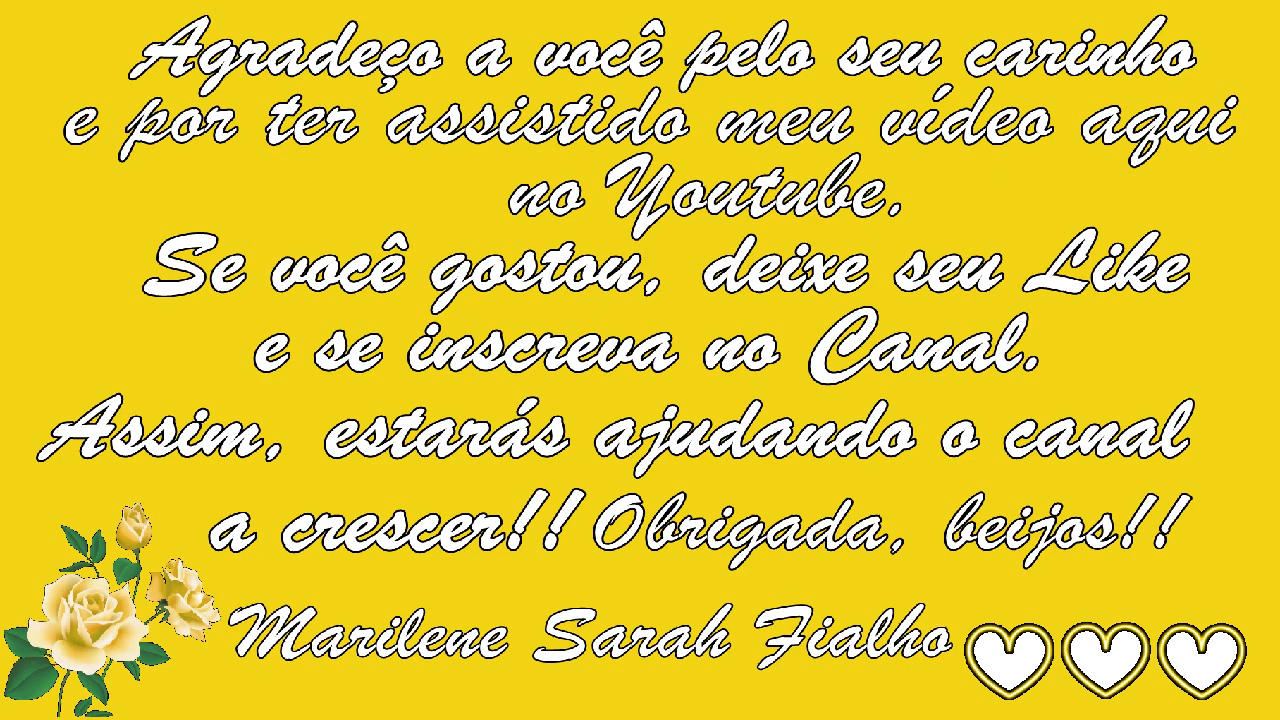 Agradeço a você pelo seu carinho
e por ter assistido meu vídeo aqui
no Youtube.
Se você gostou, deixe seu Like
e se inscreva no Canal.
Assim, estarás ajudando o canal
a crescer!! Obrigada, beijos!!
Marilene Sarah Fialho